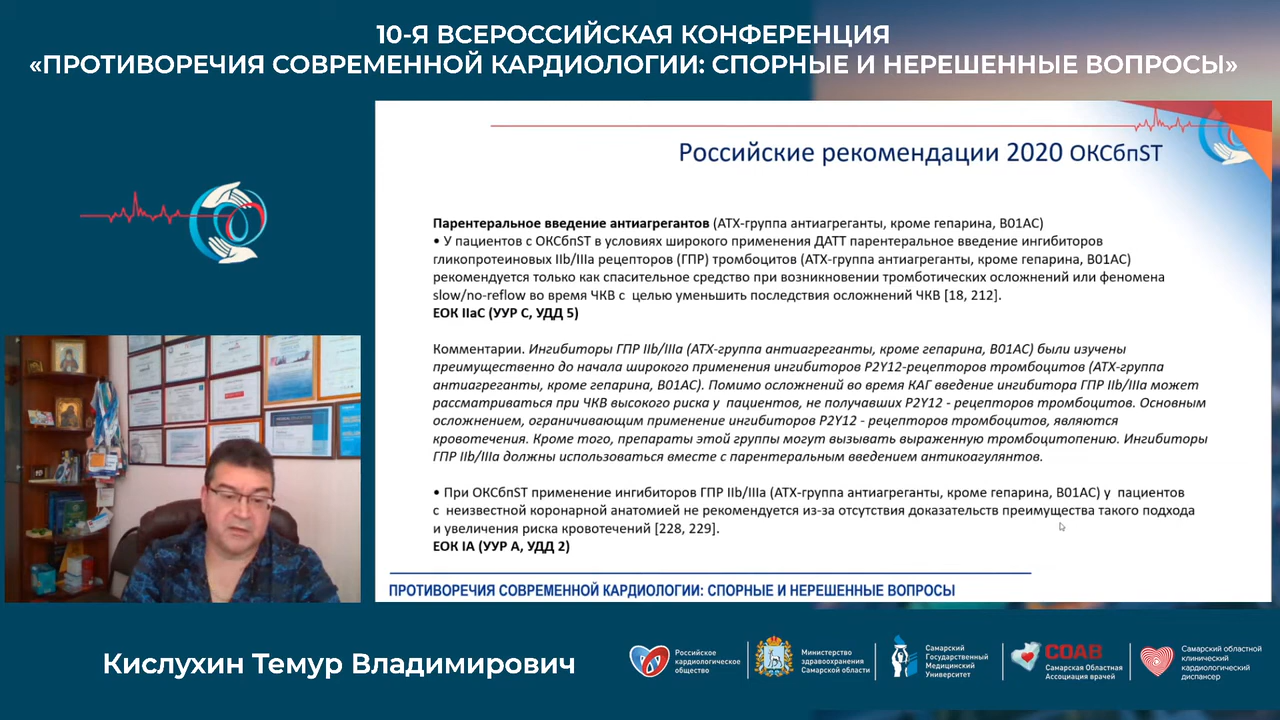 10-Я ВСЕРОССИЙСКАЯ КОНФЕРЕНЦИЯ
«ПРОТИВОРЕЧИЯ СОВРЕМЕННОЙ КАРДИОЛОГИИ: СПОРНЫЕ И НЕРЕШЕННЫЕ ВОПРОСЫ»
Российские рекомендации 2020 ОКСбпST
Парентеральное введение антиагрегантов (АТХ-группа антиагреганты, кроме гепарина, B01AC)
• У пациентов с ОКСбпST в условиях широкого применения ДАТТ парентеральное введение ингибиторов
гликопротеиновых IIb/IIIa рецепторов (ГПР) тромбоцитов (АТХ-группа антиагреганты, кроме гепарина, B01AC)
рекомендуется только как спасительное средство при возникновении тромботических осложнений или феномена
slow/no-reflow во время ЧКВ с целью уменьшить последствия осложнений ЧКВ [18, 212].
ЕОК IIaC (УУР С, УДД 5)
Комментарии. Ингибиторы ГПР IIb/IIIa (АТХ-группа антиагреганты, кроме гепарина, B01AC) были изучены
преимущественно до начала широкого применения ингибиторов P2Y12-рецепторов тромбоцитов (АТХ-группа
антиагреганты, кроме гепарина, B01AC). Помимо осложнений во время КАГ введение ингибитора ГПР IIb/IIIa может
рассматриваться при ЧКВ высокого риска у пациентов, не получавших P2Y12 - рецепторов тромбоцитов. Основным
осложнением, ограничивающим применение ингибиторов P2Y12 - рецепторов тромбоцитов, являются
кровотечения. Кроме того, препараты этой группы могут вызывать выраженную тромбоцитопению. Ингибиторы
ГПР IIb/IIIa должны использоваться вместе с парентеральным введением антикоагулянтов.
• При ОКСбпST применение ингибиторов ГПР IIb/IIIa (АТХ-группа антиагреганты, кроме гепарина, B01AC) у пациентов
с неизвестной коронарной анатомией не рекомендуется из-за отсутствия доказательств преимущества такого подхода
и увеличения риска кровотечений [228, 229].
ЕОК IA (УУР А, УДД 2)
ПРОТИВОРЕЧИЯ СОВРЕМЕННОЙ КАРДИОЛОГИИ: СПОРНЫЕ И НЕРЕШЕННЫЕ ВОПРОСЫ
Кислухин Темур Владимирович
Российское
кардиологическое
общество
Министерство
здравоохранения
Самарской области
Самарский
Государственный
Медицинский
Университет
СОАВ
Самарская Областная
Ассоциация врачей
Самарский областной
клинический
кардиологический
диспансер